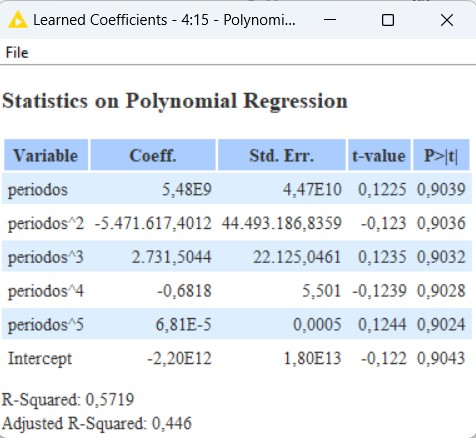 Learned Coefficients - 4:15 - Polynomi...
File
Statistics on Polynomial Regression
Variable Coeff. Std. Err. t-value P>|t|
periodos 5,48E9 4,47E10 0,1225 0,9039
periodos^2 -5.471.617,4012 44.493.186,8359 -0,123 0,9036
periodos^3 2.731,5044 22.125,0461 0,1235 0,9032
periodos^4 -0,6818 5,501 -0,1239 0,9028
periodos^5 6,81E-5 0,0005 0,1244 0,9024
Intercept -2,20E12 1,80E13 -0,122 0,9043
R-Squared: 0,5719
Adjusted R-Squared: 0,446